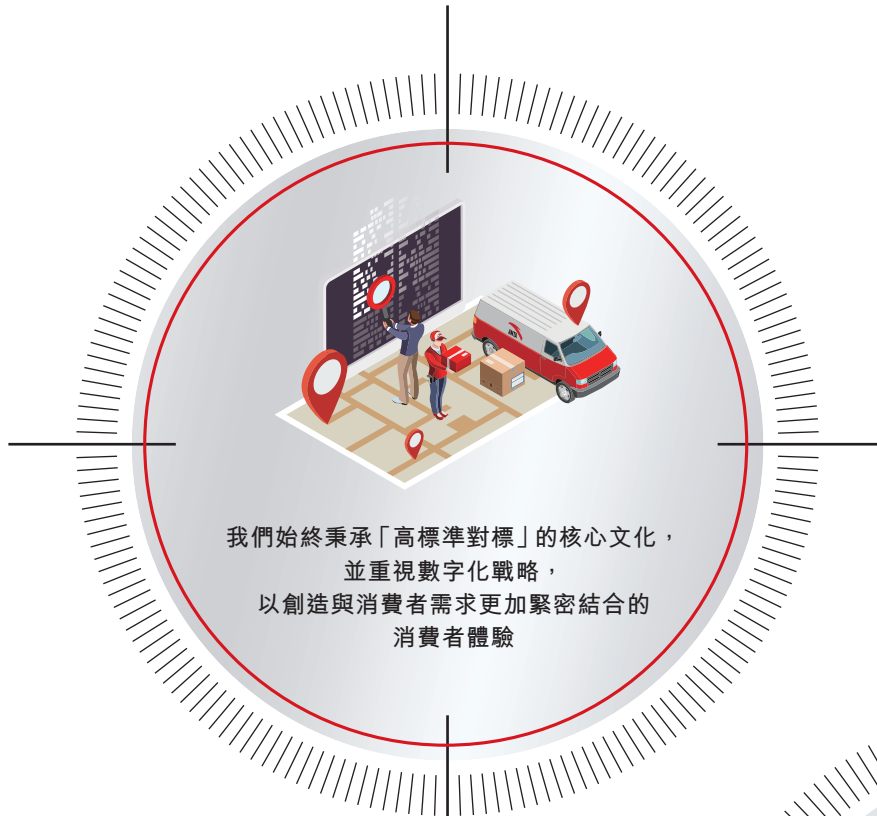 我們始終秉承「高標準對標」的核心文化，
並重視數字化戰略，
以創造與消費者需求更加緊密結合的
消費者體驗